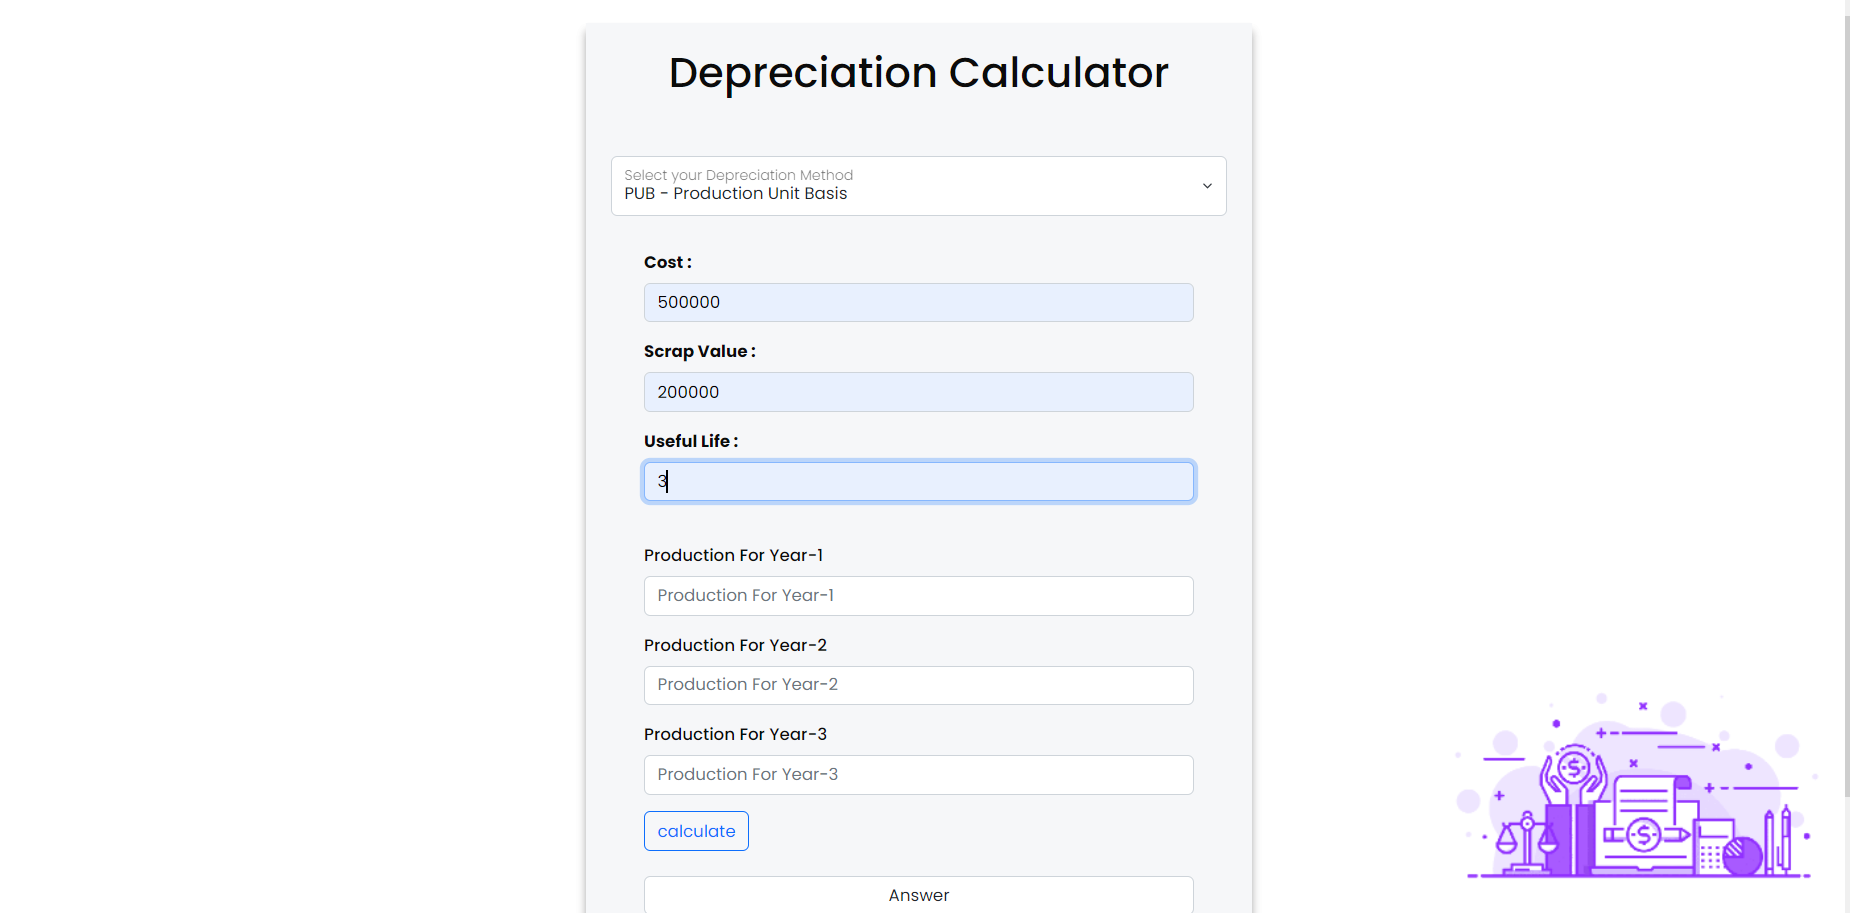 Depreciation Calculator
Select your Depreciation Method
PUB - Production Unit Basis
Cost :
500000
Scrap Value :
200000
Useful Life :
3
Production For Year-1
Production For Year-1
Production For Year-2
Production For Year-2
Production For Year-3
Production For Year-3
calculate
Answer